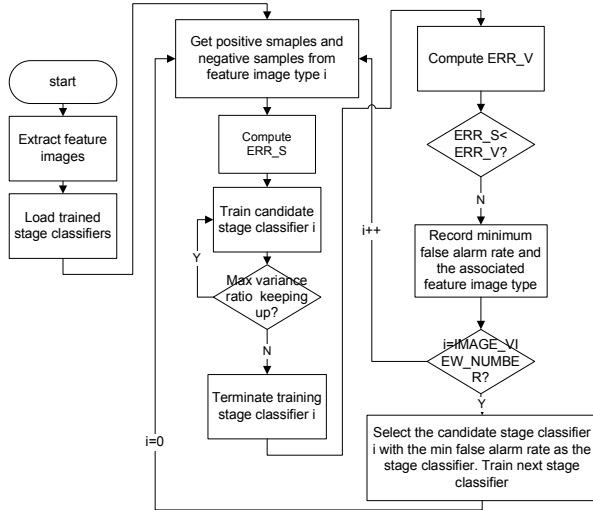 start
Extract feature
images
Load trained
stage classifiers
Get positive smaples and
negative samples from
feature image type i
Compute
ERR_S
Train candidate
stage classifier i
Y
Max variance
ratio keeping
up?
N
Terminate training
stage classifier i
i=0
Compute ERV_V
ERR_S<
ERR_V?
N
i++
Record minimum
false alarm rate and
the associated
feature image type
i=IMAGE_VI
EW_NUMBE
R?
Y
Select the candidate stage classifier
i with the min false alarm rate as the
stage classifier. Train next stage
classifier